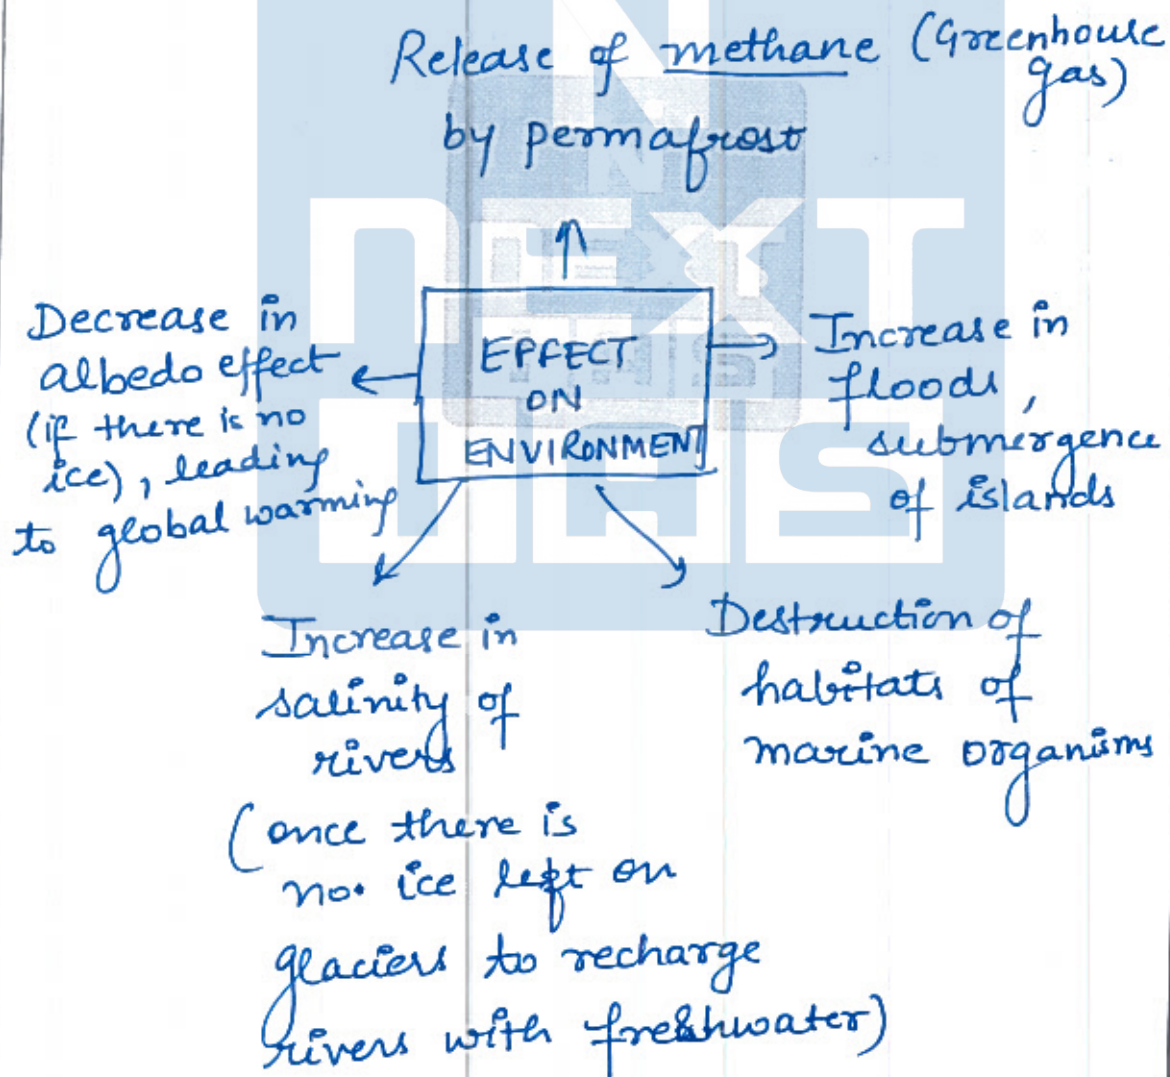 Release of methane (Greenhouse
gas)
by permafrost
N
NEXT
IAS
Decrease in
albedo effect
(if there is no
ice), leading
to global warming
EFFECT
ON
ENVIRONMENT
Increase in
floods,
submergence
of islands
Increase in
salinity of
rivers
(once there is
no. ice left on
glaciers to recharge
rivers with freshwater)
Destruction of
habitats of
marine organisms